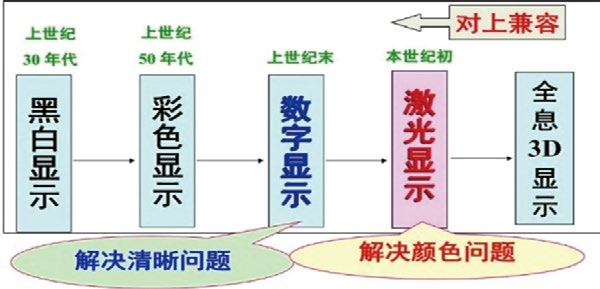 对上兼容
上世纪
30年代
上世纪
50年代
上世纪末
本世纪初
黑白显示
彩色显示
数字显示
激光显示
全息3D显示
解决清晰问题
解决颜色问题